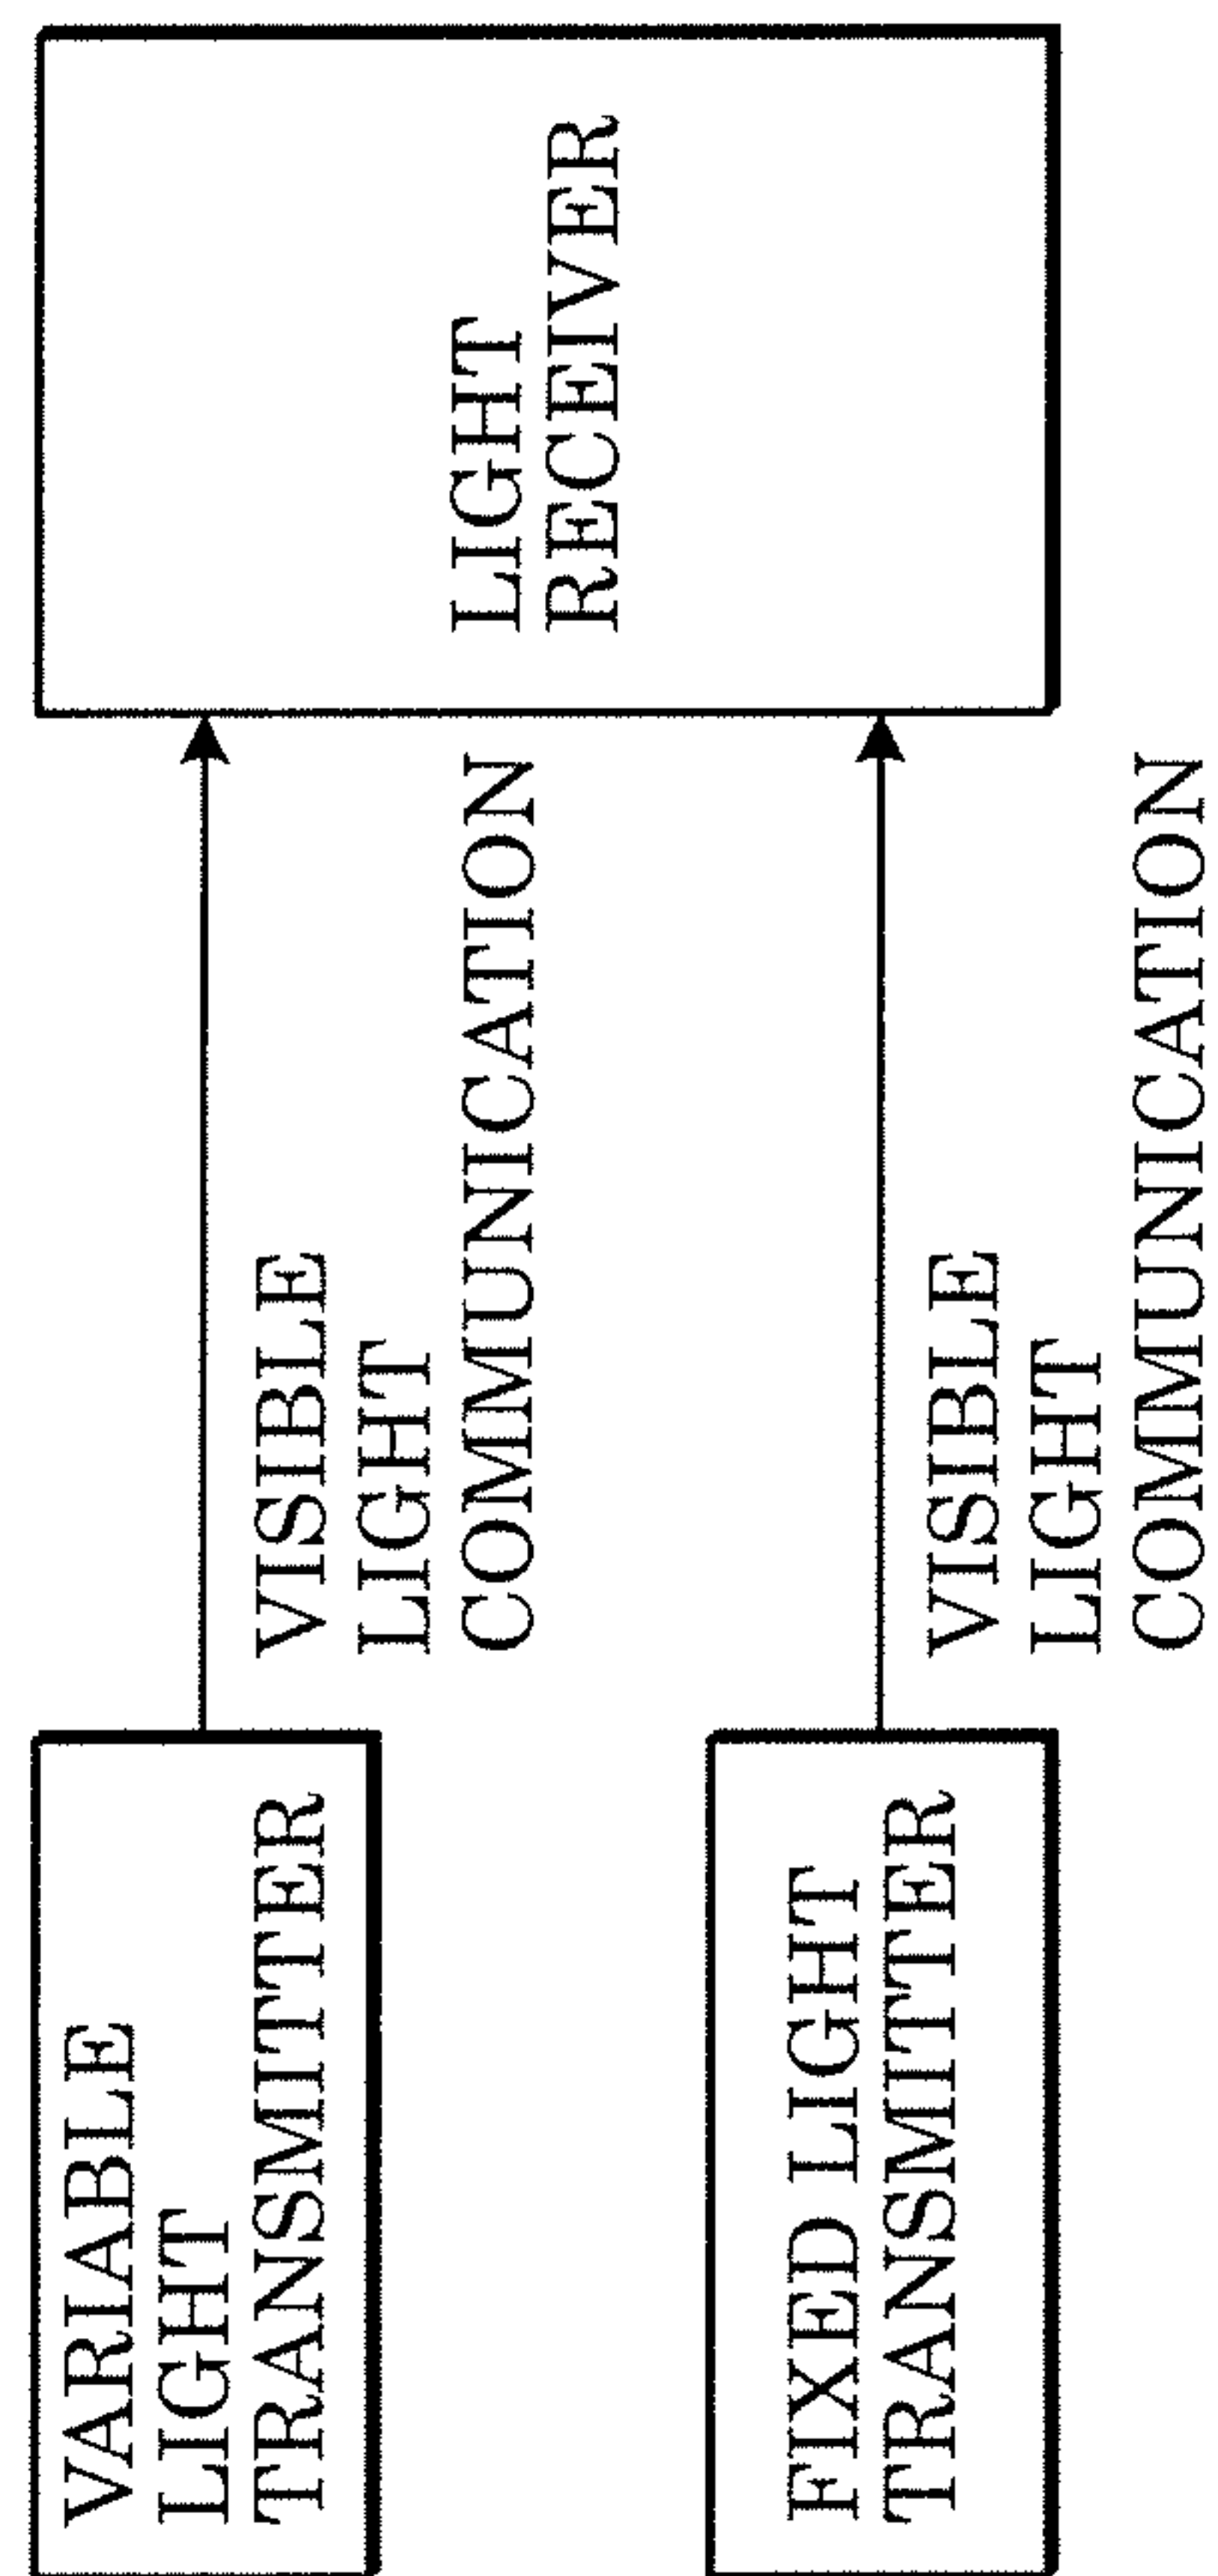 VARIABLE
LIGHT
TRANSMITTER
VISIBLE
LIGHT
COMMUNICATION
LIGHT
RECEIVER
FIXED LIGHT
TRANSMITTER
VISIBLE
LIGHT
COMMUNICATION